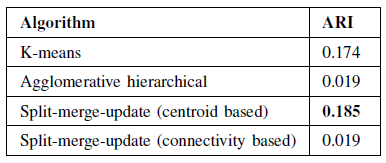 Algorithm ARI
K-means 0.174
Agglomerative hierarchical 0.019
Split-merge-update (centroid based) 0.185
Split-merge-update (connectivity based) 0.019